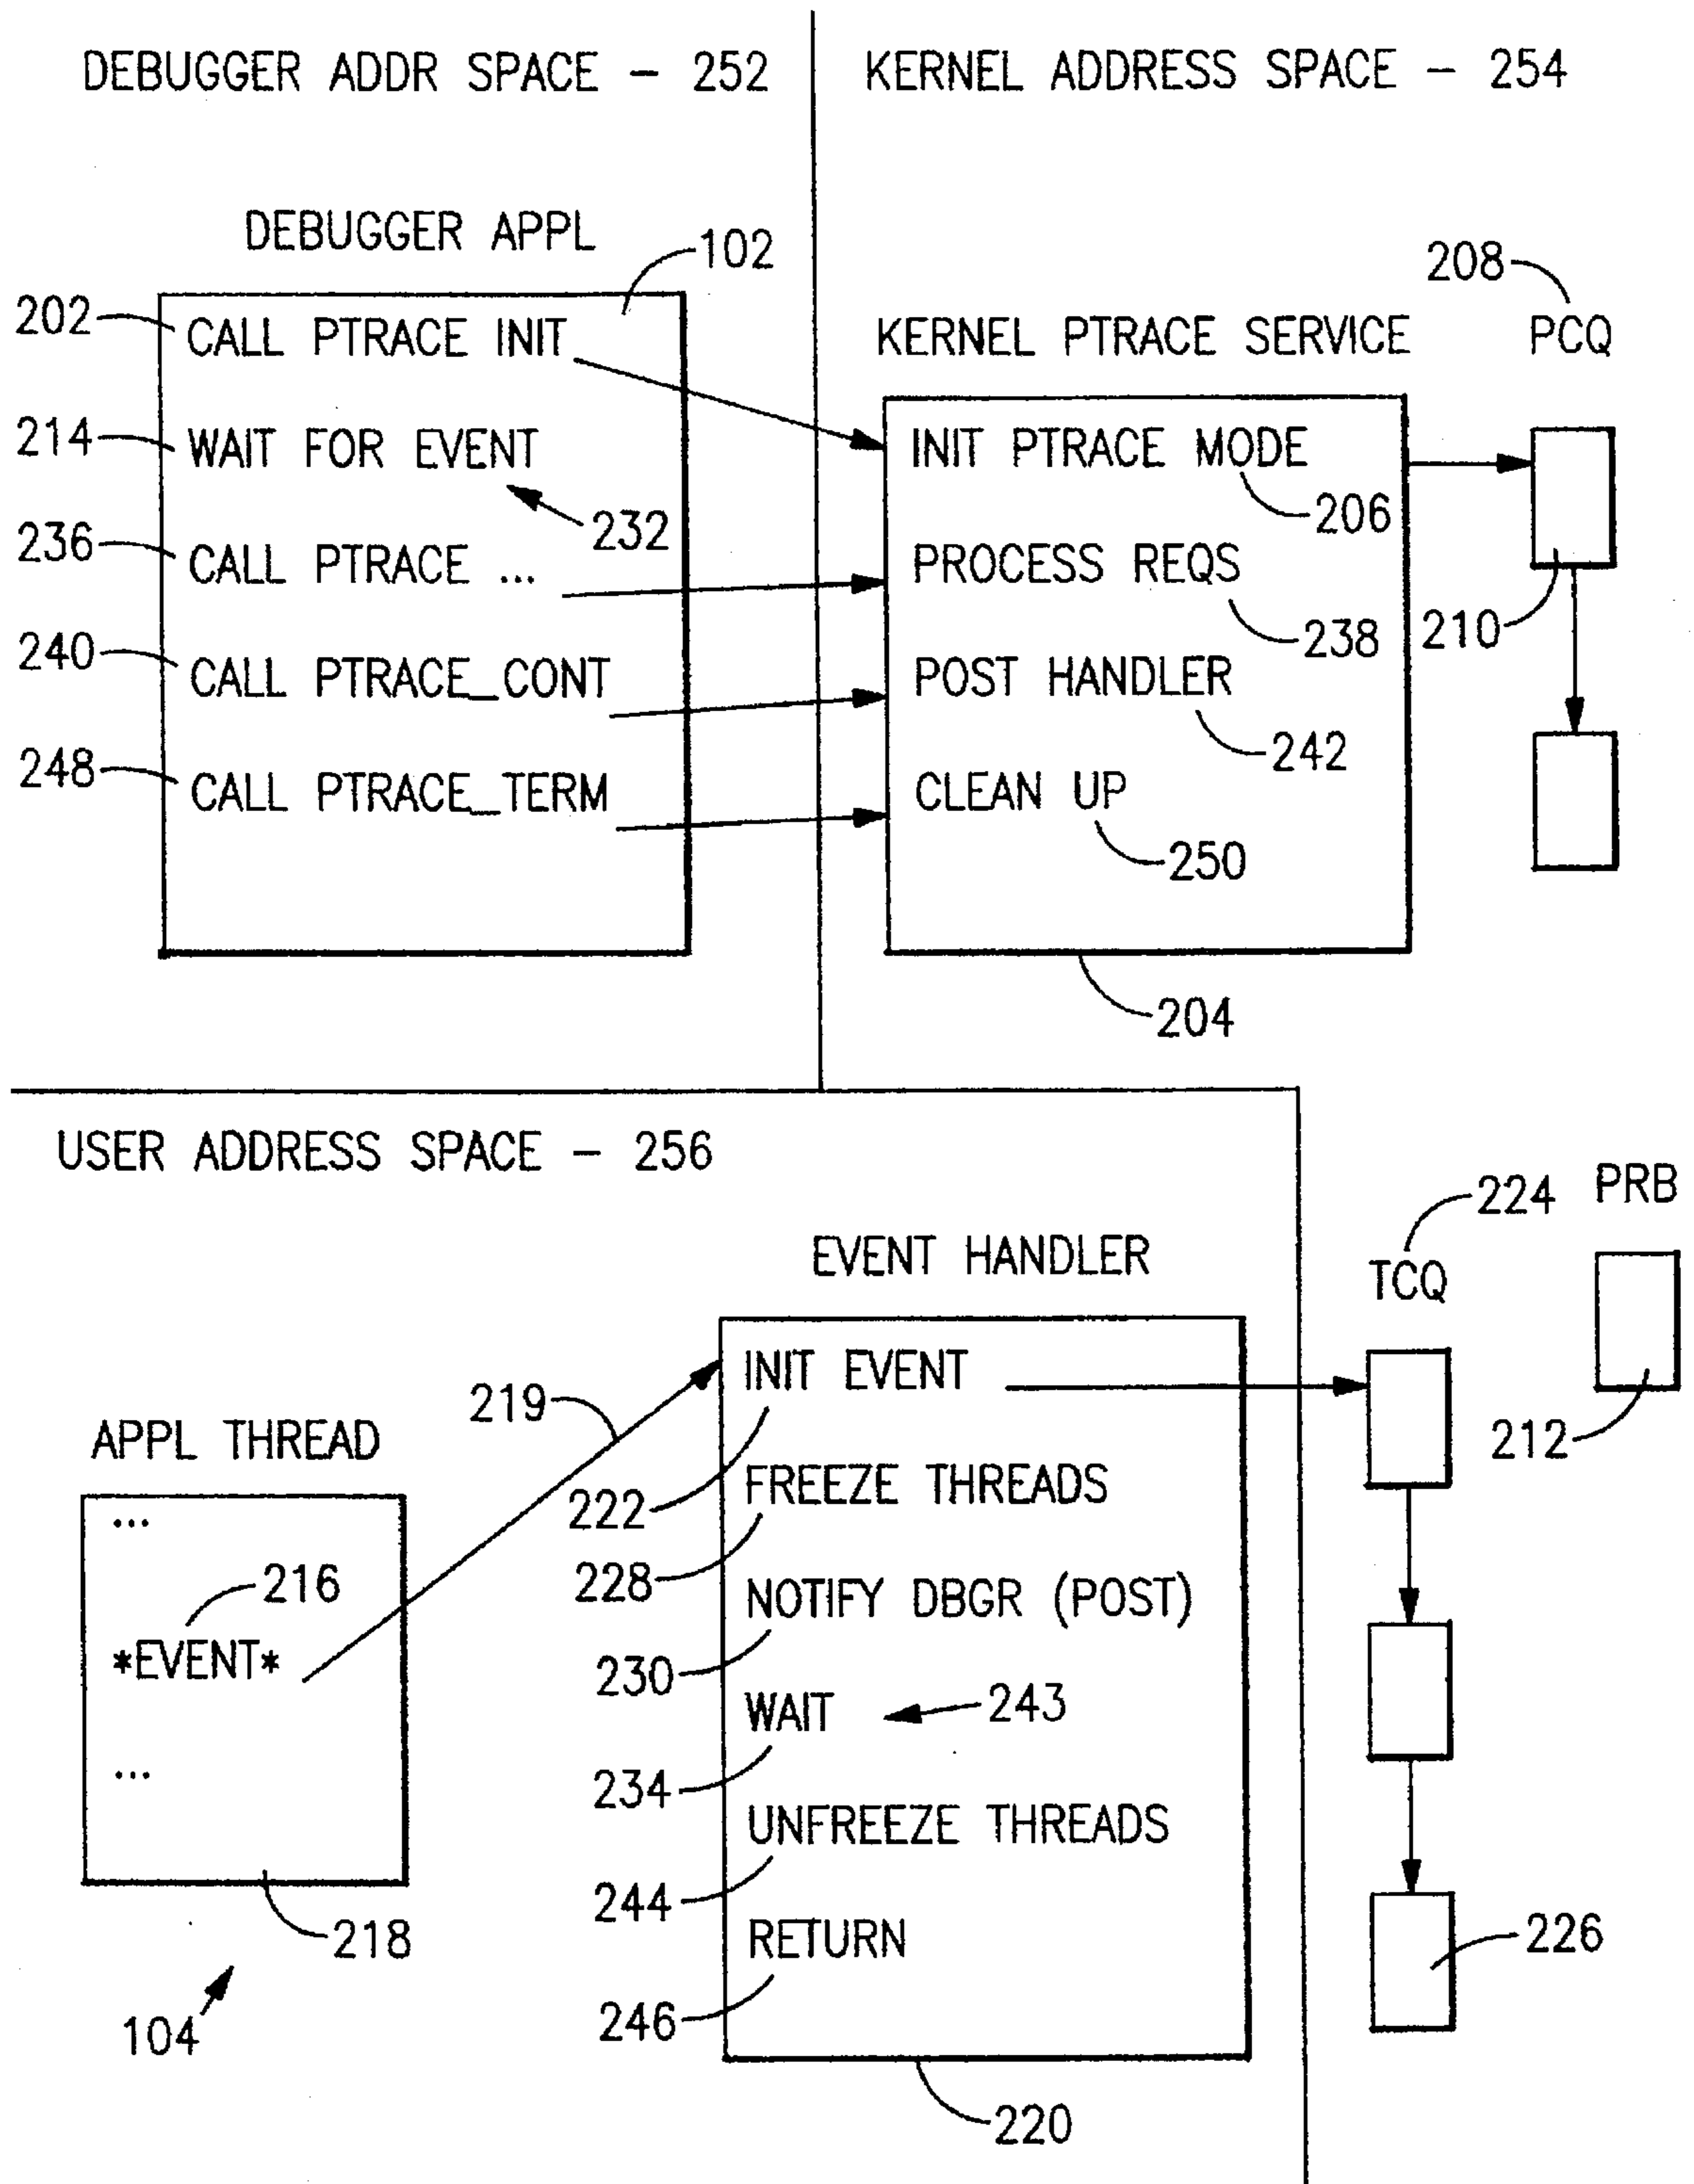 DEBUGGER ADDR SPACE – 252
KERNEL ADDRESS SPACE – 254
DEBUGGER APPL
102
202
CALL PTRACE INIT
214
WAIT FOR EVENT
232
236
CALL PTRACE ...
240
CALL PTRACE_CONT
248
CALL PTRACE_TERM
KERNEL PTRACE SERVICE
208
PCQ
INIT PTRACE MODE
206
PROCESS REQS
238
210
POST HANDLER
242
CLEAN UP
250
204
USER ADDRESS SPACE – 256
APPL THREAD
...
216
*EVENT*
...
218
104
219
EVENT HANDLER
INIT EVENT
222
FREEZE THREADS
228
NOTIFY DBGR (POST)
230
WAIT
243
234
UNFREEZE THREADS
244
RETURN
246
220
224
TCQ
PRB
212
226